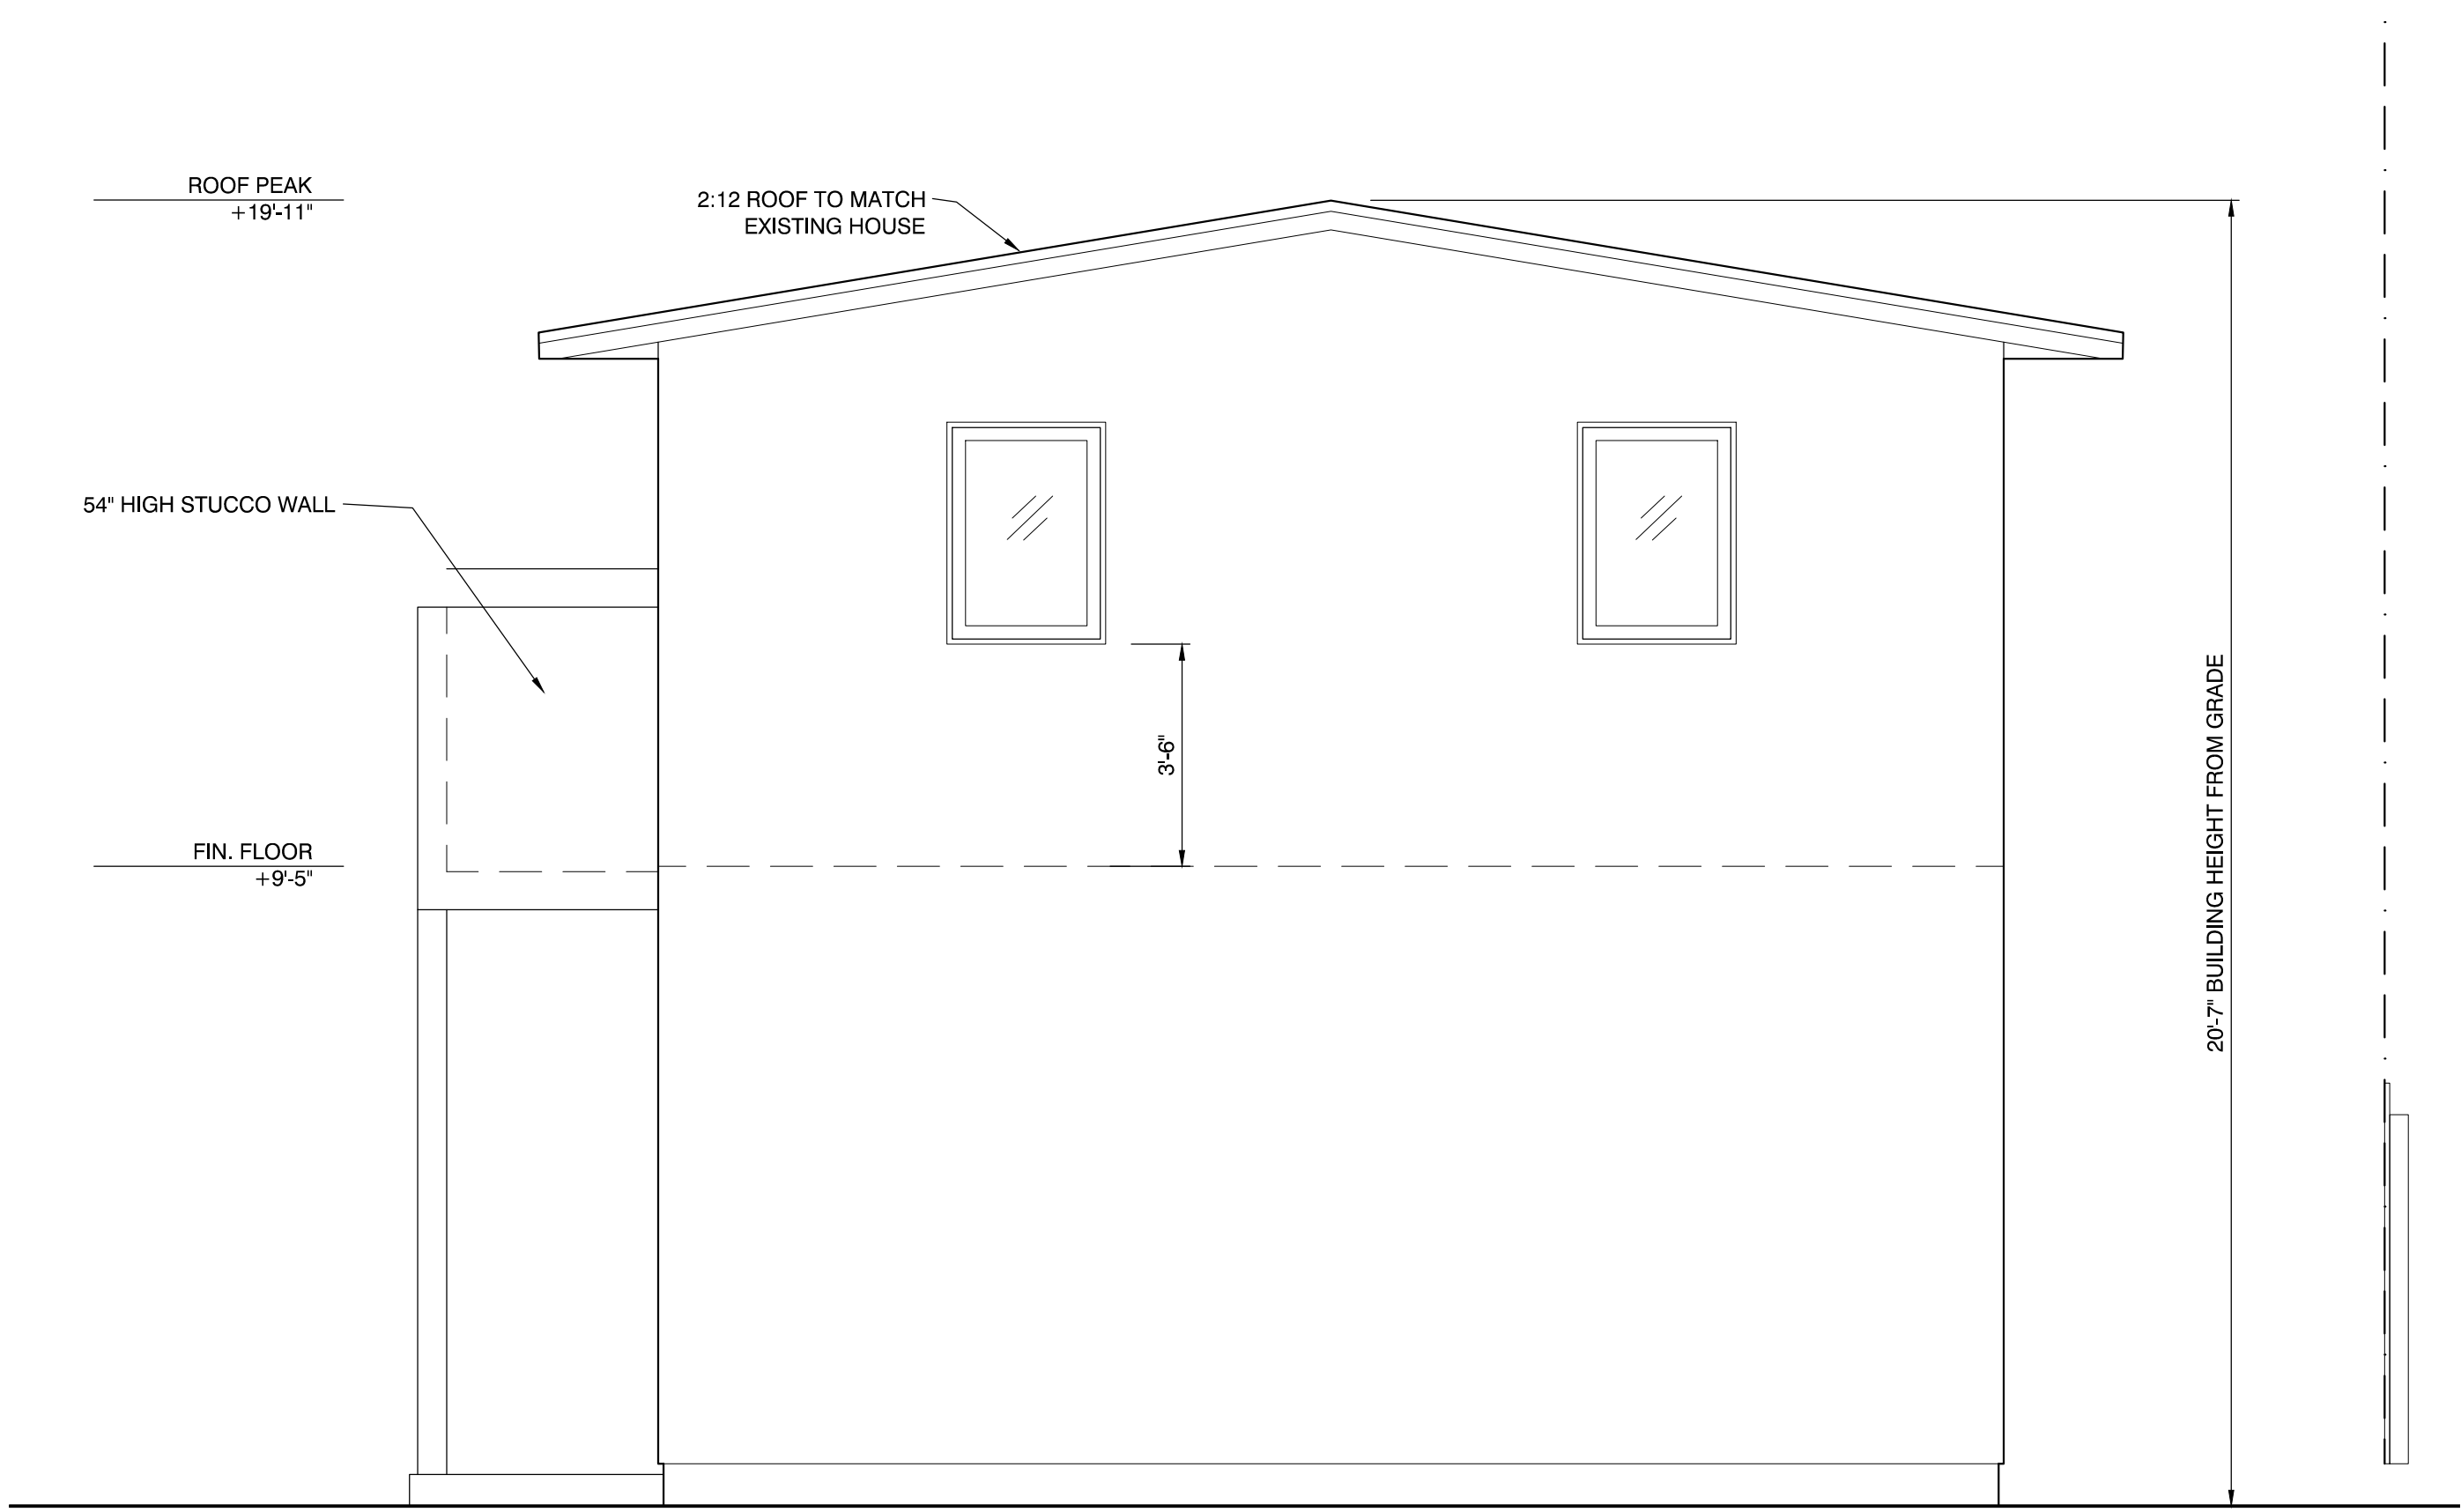 ROOF PEAK
+19'-11"
2:12 ROOF TO MATCH
EXISTING HOUSE
54" HIGH STUCCO WALL
3'-6"
FIN. FLOOR
+9'-5"
20'-7" BUILDING HEIGHT FROM GRADE